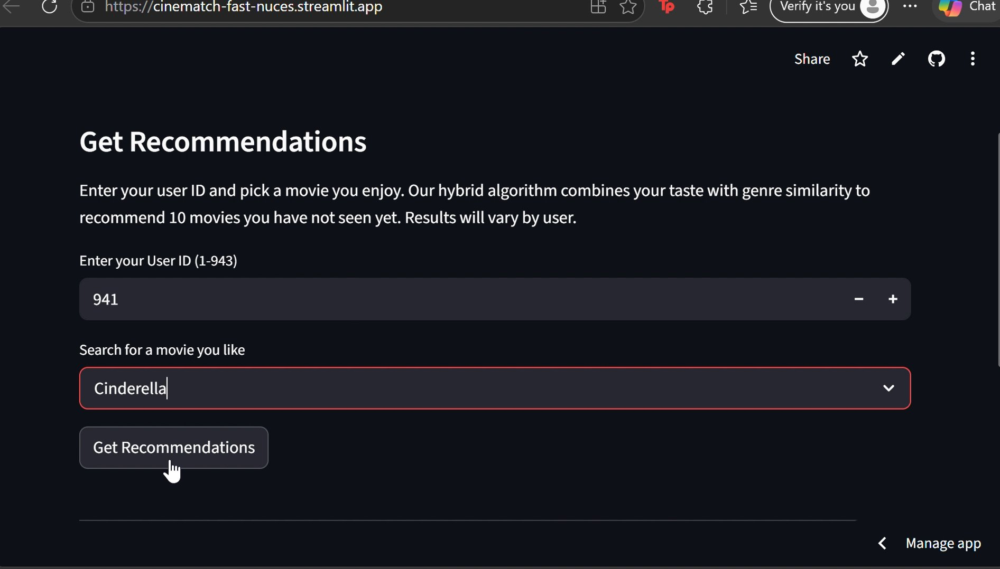 https://cinematch-fast-nuces.streamlit.app
Tp
Verify it's you
Chat
Share
Get Recommendations
Enter your user ID and pick a movie you enjoy. Our hybrid algorithm combines your taste with genre similarity to
recommend 10 movies you have not seen yet. Results will vary by user.
Enter your User ID (1-943)
941
Search for a movie you like
Cinderella
Get Recommendations
Manage app